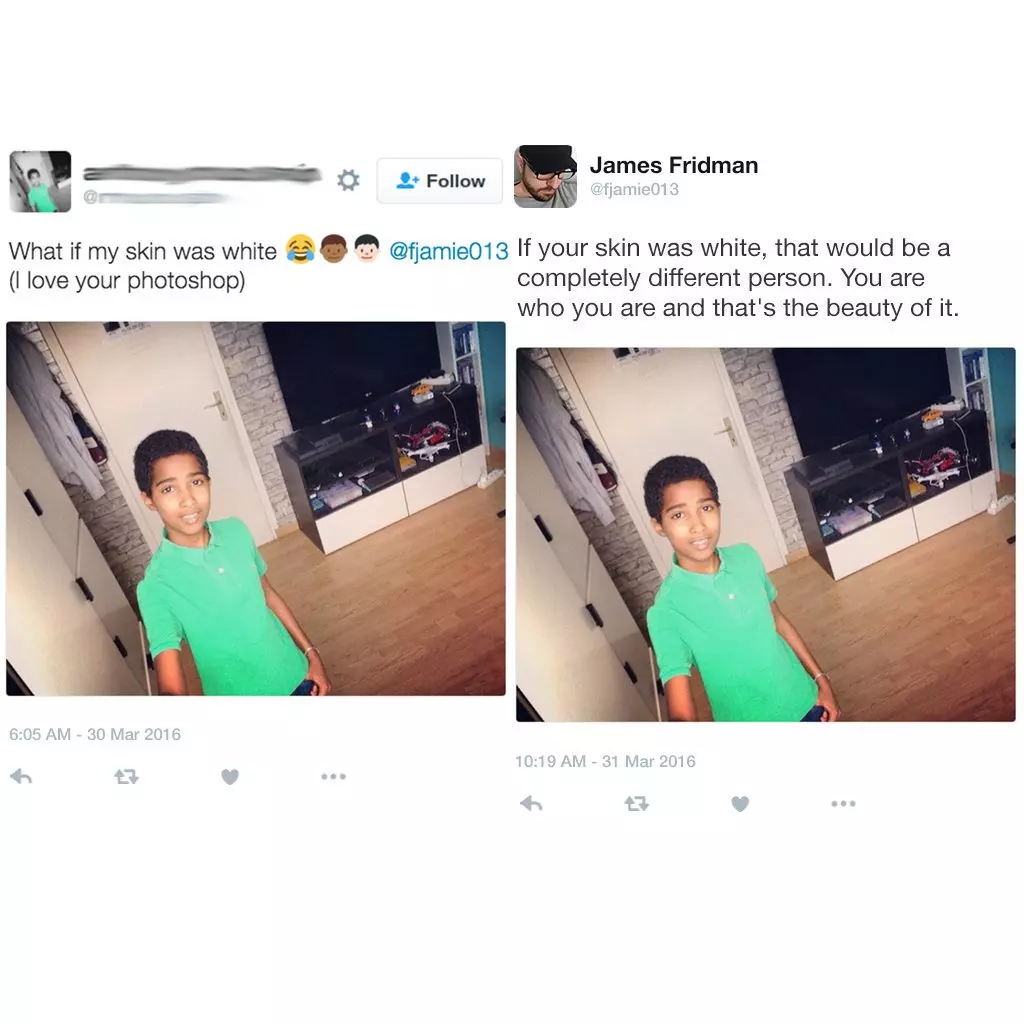 @
Follow
What if my skin was white 😂👦🏾👦🏻 @fjamie013
(I love your photoshop)
6:05 AM - 30 Mar 2016
James Fridman
@fjamie013
If your skin was white, that would be a
completely different person. You are
who you are and that's the beauty of it.
10:19 AM - 31 Mar 2016